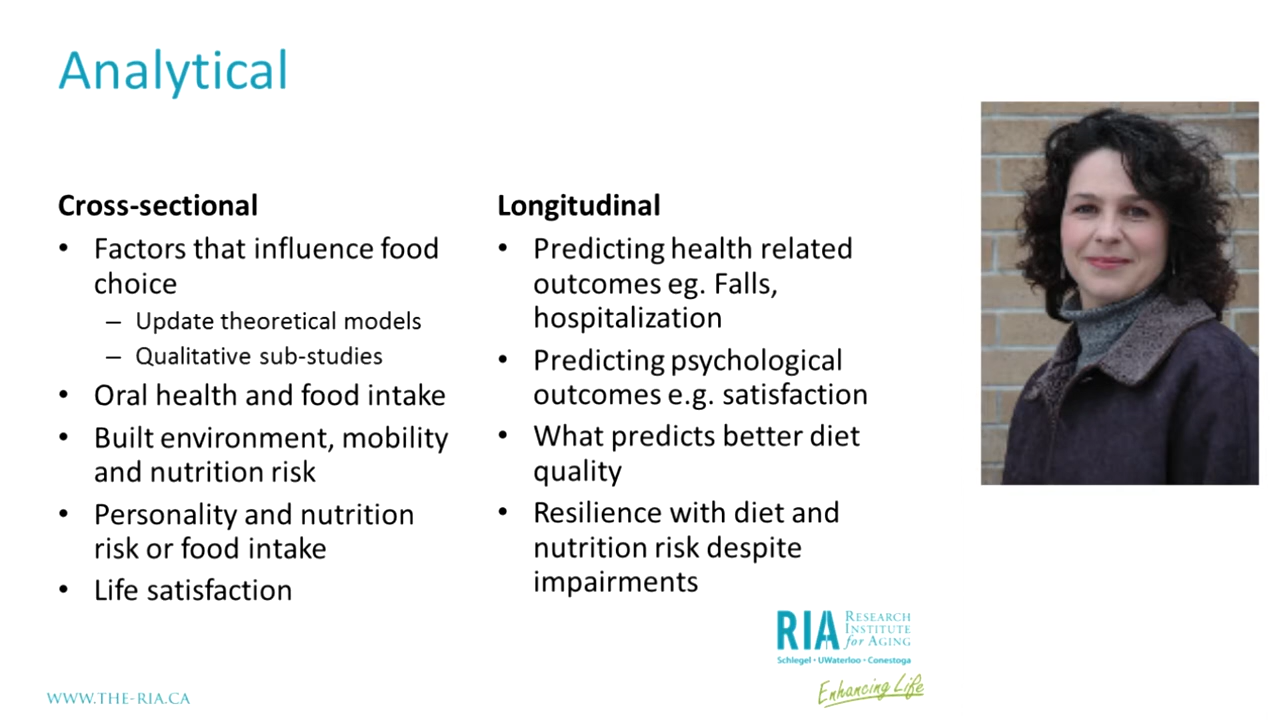 Analytical
Cross-sectional
• Factors that influence food
choice
– Update theoretical models
– Qualitative sub-studies
• Oral health and food intake
• Built environment, mobility
and nutrition risk
• Personality and nutrition
risk or food intake
• Life satisfaction
Longitudinal
• Predicting health related
outcomes eg. Falls,
hospitalization
• Predicting psychological
outcomes e.g. satisfaction
• What predicts better diet
quality
• Resilience with diet and
nutrition risk despite
impairments
RIA
RESEARCH
INSTITUTE
for AGING
Schlegel • UWaterloo • Conestoga
Enhancing Life
WWW.THE-RIA.CA